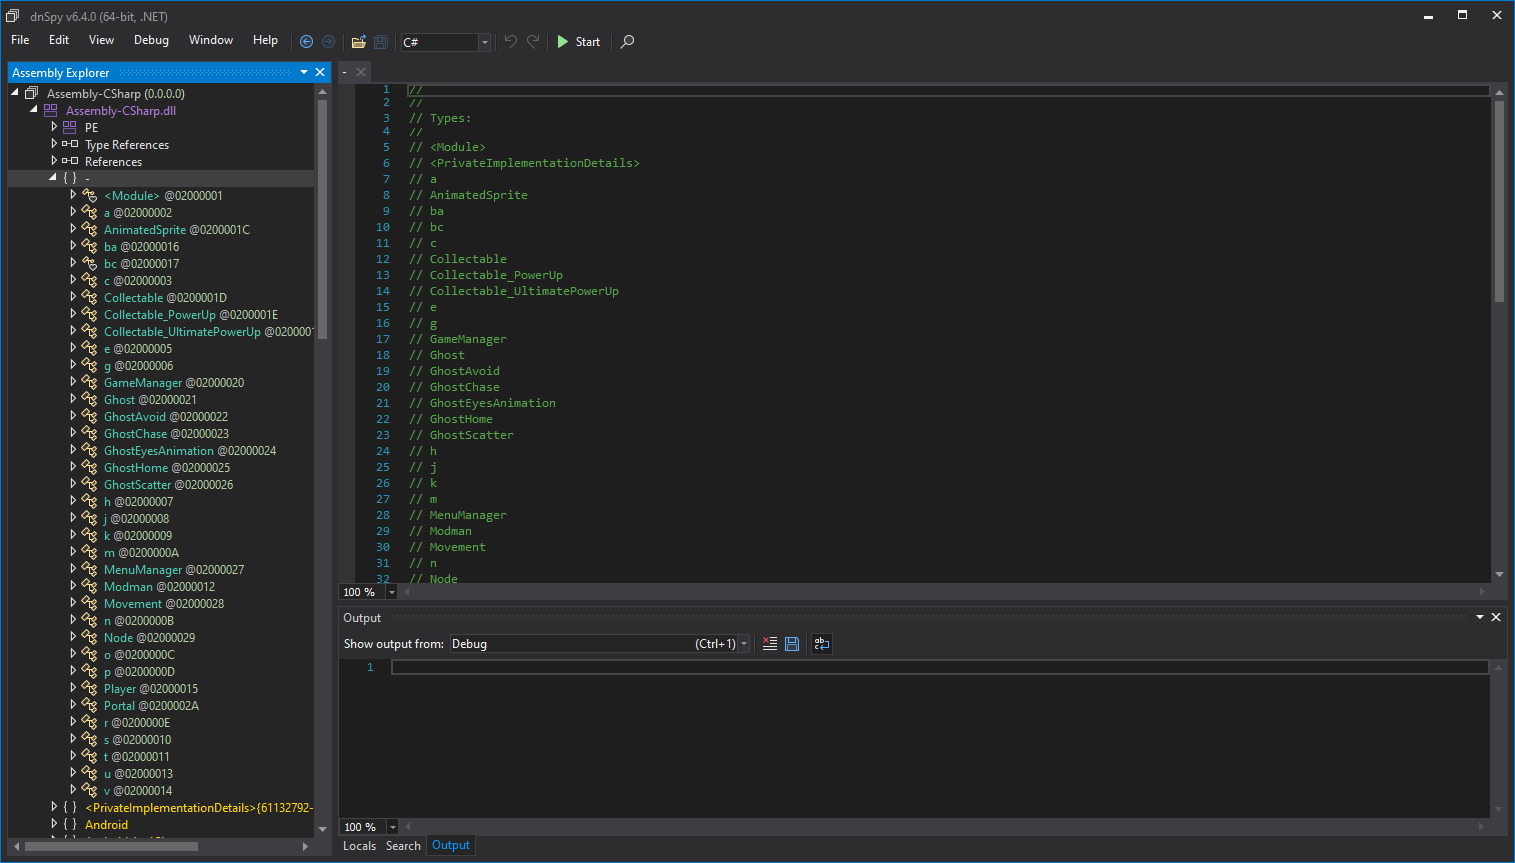 dnSpy v6.4.0 (64-bit, .NET)
File Edit View Debug Window Help C# Start
Assembly Explorer
Assembly-CSharp (0.0.0.0)
Assembly-CSharp.dll
PE
Type References
References
{ } -
<Module> @02000001
a @02000002
AnimatedSprite @0200001C
ba @02000016
bc @02000017
c @02000003
Collectable @0200001D
Collectable_PowerUp @0200001E
Collectable_UltimatePowerUp @0200001
e @02000005
g @02000006
GameManager @02000020
Ghost @02000021
GhostAvoid @02000022
GhostChase @02000023
GhostEyesAnimation @02000024
GhostHome @02000025
GhostScatter @02000026
h @02000007
j @02000008
k @02000009
m @0200000A
MenuManager @02000027
Modman @02000012
Movement @02000028
n @0200000B
Node @02000029
o @0200000C
p @0200000D
Player @02000015
Portal @0200002A
r @0200000E
s @02000010
t @02000011
u @02000013
v @02000014
{ } <PrivateImplementationDetails>{61132792-
{ } Android
-
1 //
2 //
3 // Types:
4 //
5 // <Module>
6 // <PrivateImplementationDetails>
7 // a
8 // AnimatedSprite
9 // ba
10 // bc
11 // c
12 // Collectable
13 // Collectable_PowerUp
14 // Collectable_UltimatePowerUp
15 // e
16 // g
17 // GameManager
18 // Ghost
19 // GhostAvoid
20 // GhostChase
21 // GhostEyesAnimation
22 // GhostHome
23 // GhostScatter
24 // h
25 // j
26 // k
27 // m
28 // MenuManager
29 // Modman
30 // Movement
31 // n
32 // Node
100 %
Output
Show output from: Debug (Ctrl+1)
1
100 %
Locals Search Output